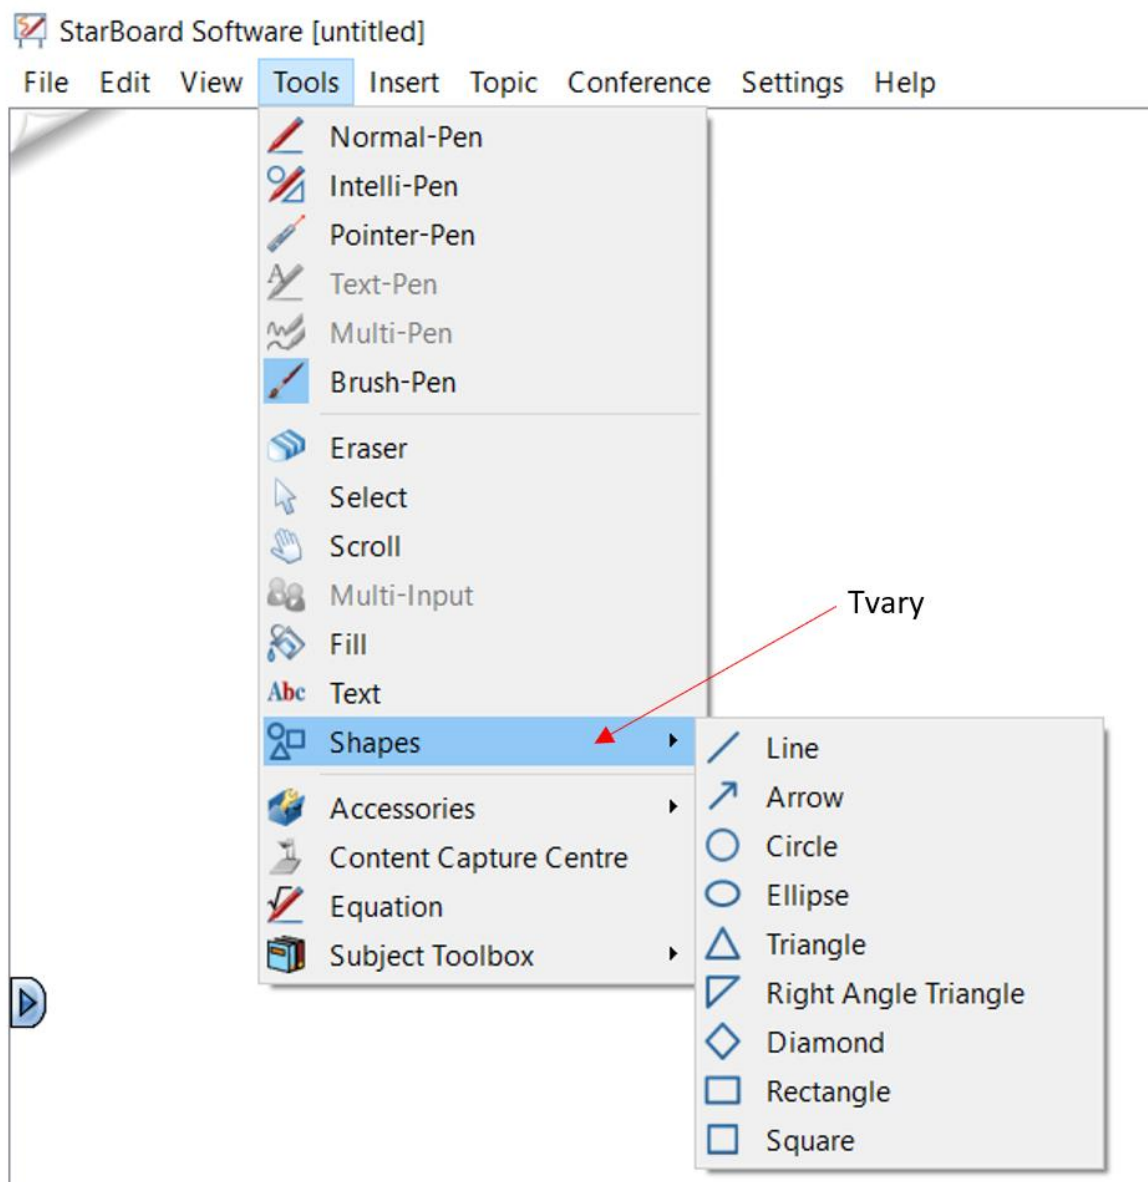 StarBoard Software [untitled]
File Edit View Tools Insert Topic Conference Settings Help
Normal-Pen
Intelli-Pen
Pointer-Pen
Text-Pen
Multi-Pen
Brush-Pen
Eraser
Select
Scroll
Multi-Input
Fill
Abc Text
Shapes
Accessories
Content Capture Centre
Equation
Subject Toolbox
Tvary
Line
Arrow
Circle
Ellipse
Triangle
Right Angle Triangle
Diamond
Rectangle
Square